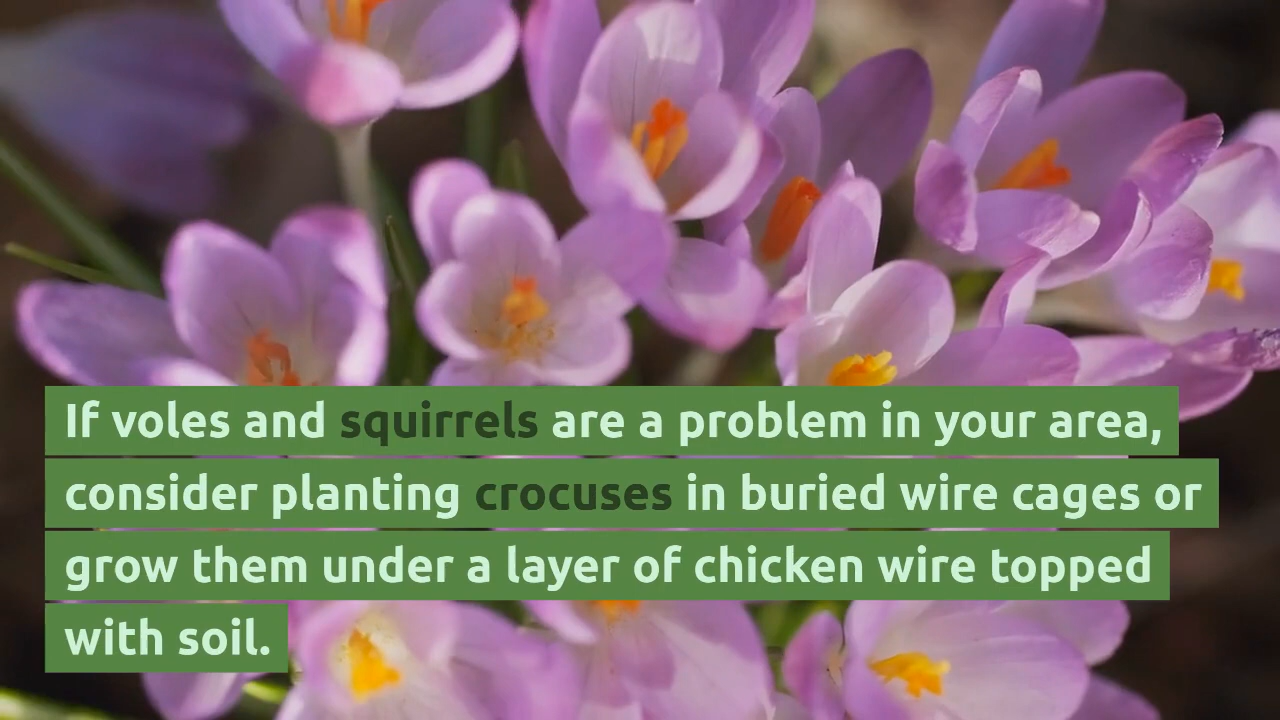 If voles and squirrels are a problem in your area,
consider planting crocuses in buried wire cages or
grow them under a layer of chicken wire topped
with soil.